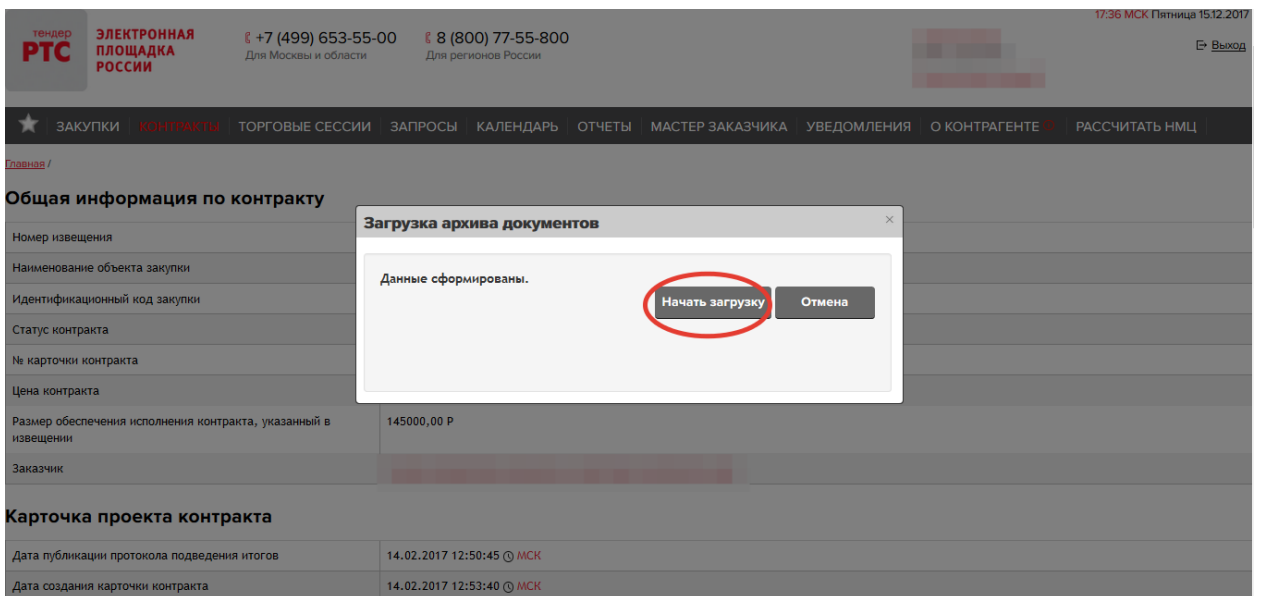 17:36 МСК Пятница 15.12.2017
тендер
РТС
ЭЛЕКТРОННАЯ
ПЛОЩАДКА
РОССИИ
+7 (499) 653-55-00
Для Москвы и области
8 (800) 77-55-800
Для регионов России
Выход
ЗАКУПКИ КОНТРАКТЫ ТОРГОВЫЕ СЕССИИ ЗАПРОСЫ КАЛЕНДАРЬ ОТЧЕТЫ МАСТЕР ЗАКАЗЧИКА УВЕДОМЛЕНИЯ О КОНТРАГЕНТЕ РАССЧИТАТЬ НМЦ
Главная /
Общая информация по контракту
Загрузка архива документов
Номер извещения
Наименование объекта закупки
Данные сформированы.
Идентификационный код закупки
Начать загрузку Отмена
Статус контракта
№ карточки контракта
Цена контракта
Размер обеспечения исполнения контракта, указанный в
извещении
145000,00 Р
Заказчик
Карточка проекта контракта
Дата публикации протокола подведения итогов 14.02.2017 12:50:45 МСК
Дата создания карточки контракта 14.02.2017 12:53:40 МСК